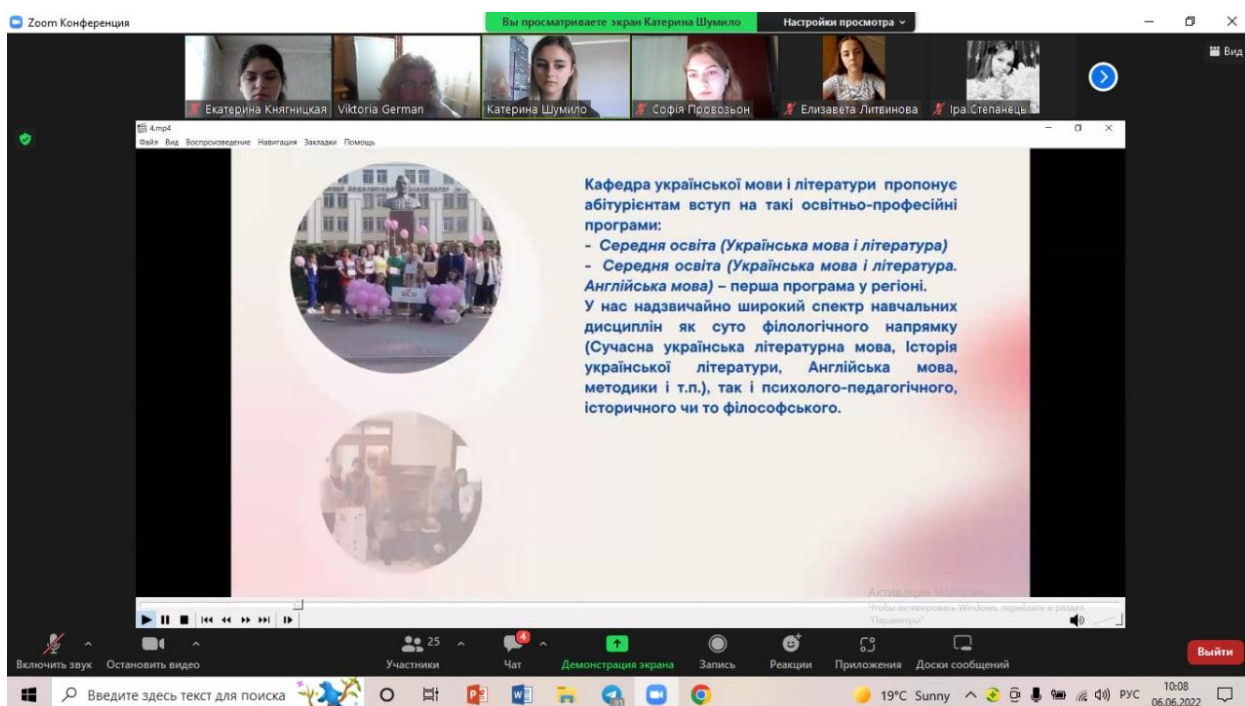 Zoom Конференция
Вы просматриваете экран Катерина Шумило
Настройки просмотра
Вид
Екатерина Княгницкая
Viktoria German
Катерина Шумило
Софія Провозьон
Елизавета Литвинова
Іра.Степанець
4.mp4
Файл Вид Воспроизведение Навигация Закладки Помощь
Кафедра української мови і літератури пропонує
абітурієнтам вступ на такі освітньо-професійні
програми:
- Середня освіта (Українська мова і література)
- Середня освіта (Українська мова і література.
Англійська мова) – перша програма у регіоні.
У нас надзвичайно широкий спектр навчальних
дисциплін як суто філологічного напрямку
(Сучасна українська літературна мова, Історія
української літератури, Англійська мова,
методики і т.п.), так і психолого-педагогічного,
історичного чи то філософського.
Активация Windows
Чтобы активировать Windows, перейдите в раздел
"Параметры"
Включить звук
Остановить видео
Участники
25
Чат
4
Демонстрация экрана
Запись
Реакции
Приложения
Доски сообщений
Выйти
Введите здесь текст для поиска
19°C Sunny
РУС
10:08
06.06.2022